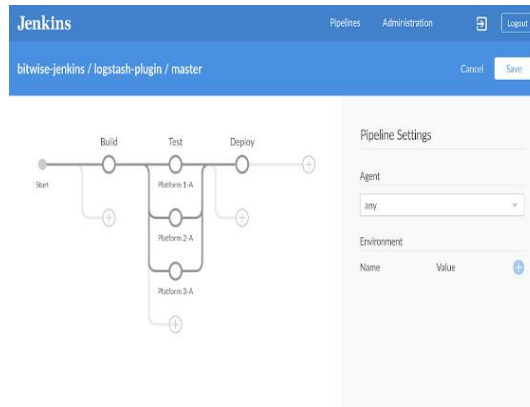 Jenkins
Pipelines Administration Logout
bitwise-jenkins / logstash-plugin / master
Cancel Save
Build Test Deploy
Start
Platform 1-A
Platform 2-A
Platform 3-A
Pipeline Settings
Agent
any
Environment
Name Value